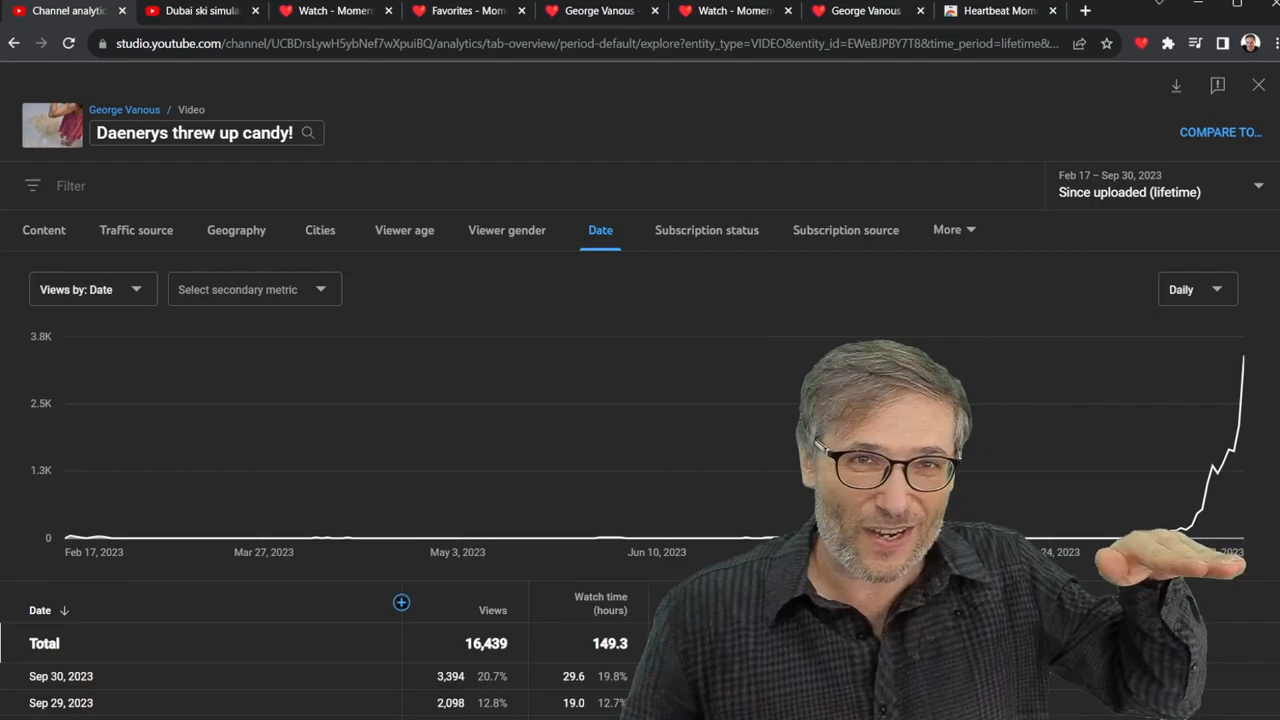 Channel analytic
Dubai ski simula
Watch - Momen
Favorites - Mom
George Vanous -
Watch - Momen
George Vanous
Heartbeat Mom
studio.youtube.com/channel/UCBDrsLywH5ybNef7wXpuiBQ/analytics/tab-overview/period-default/explore?entity_type=VIDEO&entity_id=EWeBJPBY7T8&time_period=lifetime&...
George Vanous / Video
Daenerys threw up candy!
COMPARE TO...
Filter
Feb 17 – Sep 30, 2023
Since uploaded (lifetime)
Content Traffic source Geography Cities Viewer age Viewer gender Date Subscription status Subscription source More
Views by: Date
Select secondary metric
Daily
3.8K
2.5K
1.3K
0
Feb 17, 2023 Mar 27, 2023 May 3, 2023 Jun 10, 2023 24, 2023 2023
Date Views Watch time (hours)
Total 16,439 149.3
Sep 30, 2023 3,394 20.7% 29.6 19.8%
Sep 29, 2023 2,098 12.8% 19.0 12.7%